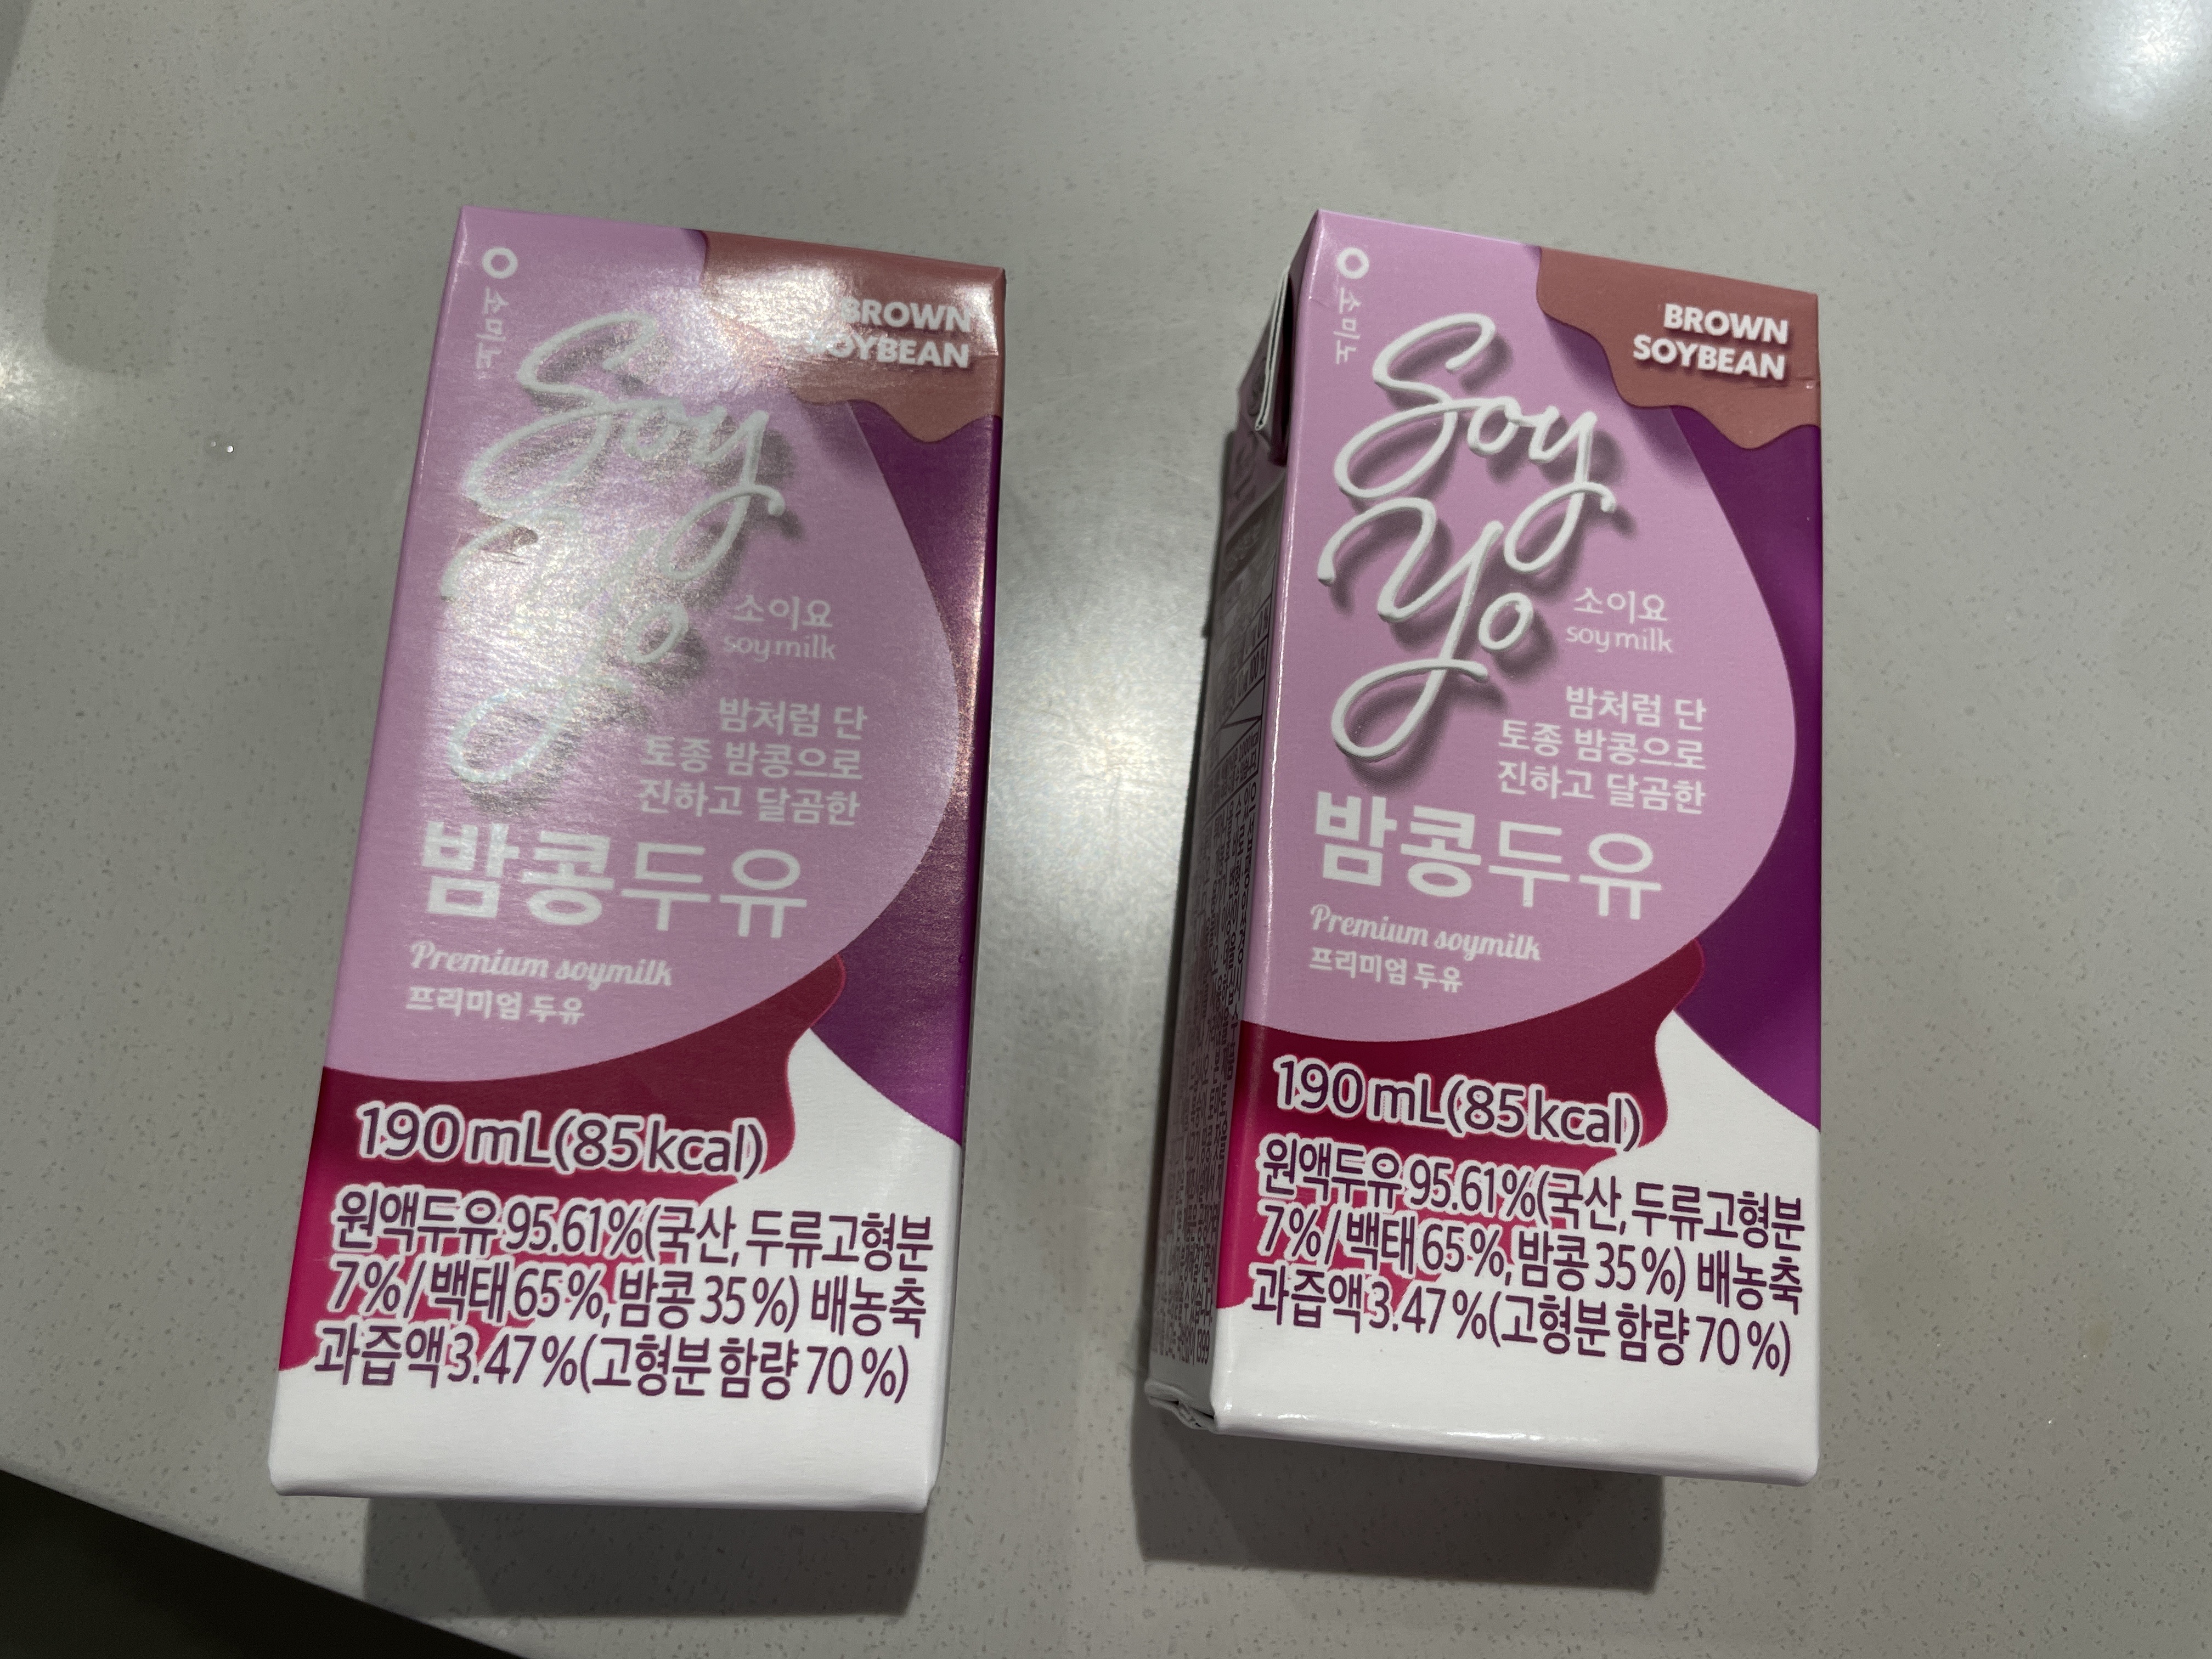 소미노
BROWN
SOYBEAN
Soy
Yo
소이요
soymilk
밤처럼 단
토종 밤콩으로
진하고 달곰한
밤콩두유
Premium soymilk
프리미엄 두유
190 mL(85 kcal)
원액두유 95.61%(국산, 두류고형분
7%/백태 65%, 밤콩 35%) 배농축
과즙액 3.47%(고형분 함량 70%)
소미노
BROWN
SOYBEAN
Soy
Yo
소이요
soymilk
밤처럼 단
토종 밤콩으로
진하고 달곰한
밤콩두유
Premium soymilk
프리미엄 두유
190 mL(85 kcal)
원액두유 95.61%(국산, 두류고형분
7%/백태 65%, 밤콩 35%) 배농축
과즙액 3.47%(고형분 함량 70%)